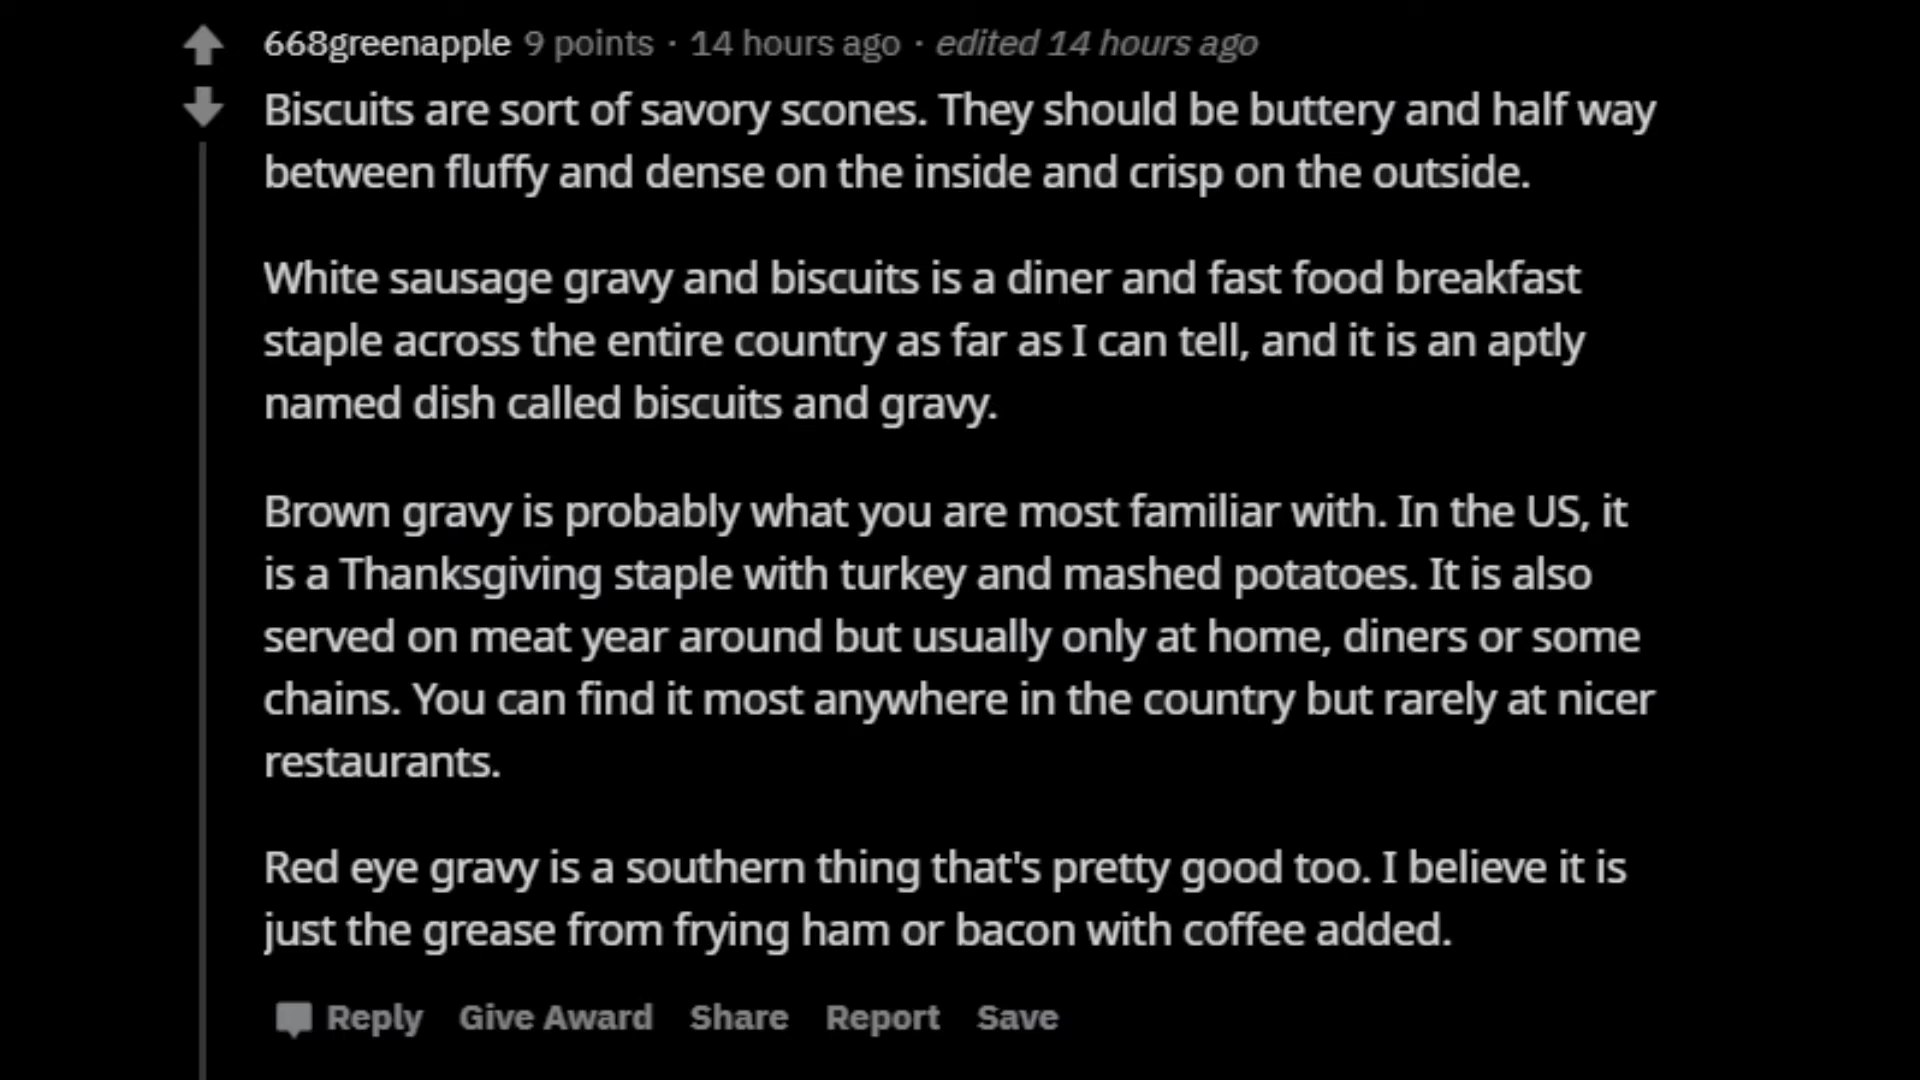 668greenapple 9 points · 14 hours ago · edited 14 hours ago
Biscuits are sort of savory scones. They should be buttery and half way
between fluffy and dense on the inside and crisp on the outside.
White sausage gravy and biscuits is a diner and fast food breakfast
staple across the entire country as far as I can tell, and it is an aptly
named dish called biscuits and gravy.
Brown gravy is probably what you are most familiar with. In the US, it
is a Thanksgiving staple with turkey and mashed potatoes. It is also
served on meat year around but usually only at home, diners or some
chains. You can find it most anywhere in the country but rarely at nicer
restaurants.
Red eye gravy is a southern thing that's pretty good too. I believe it is
just the grease from frying ham or bacon with coffee added.
Reply Give Award Share Report Save